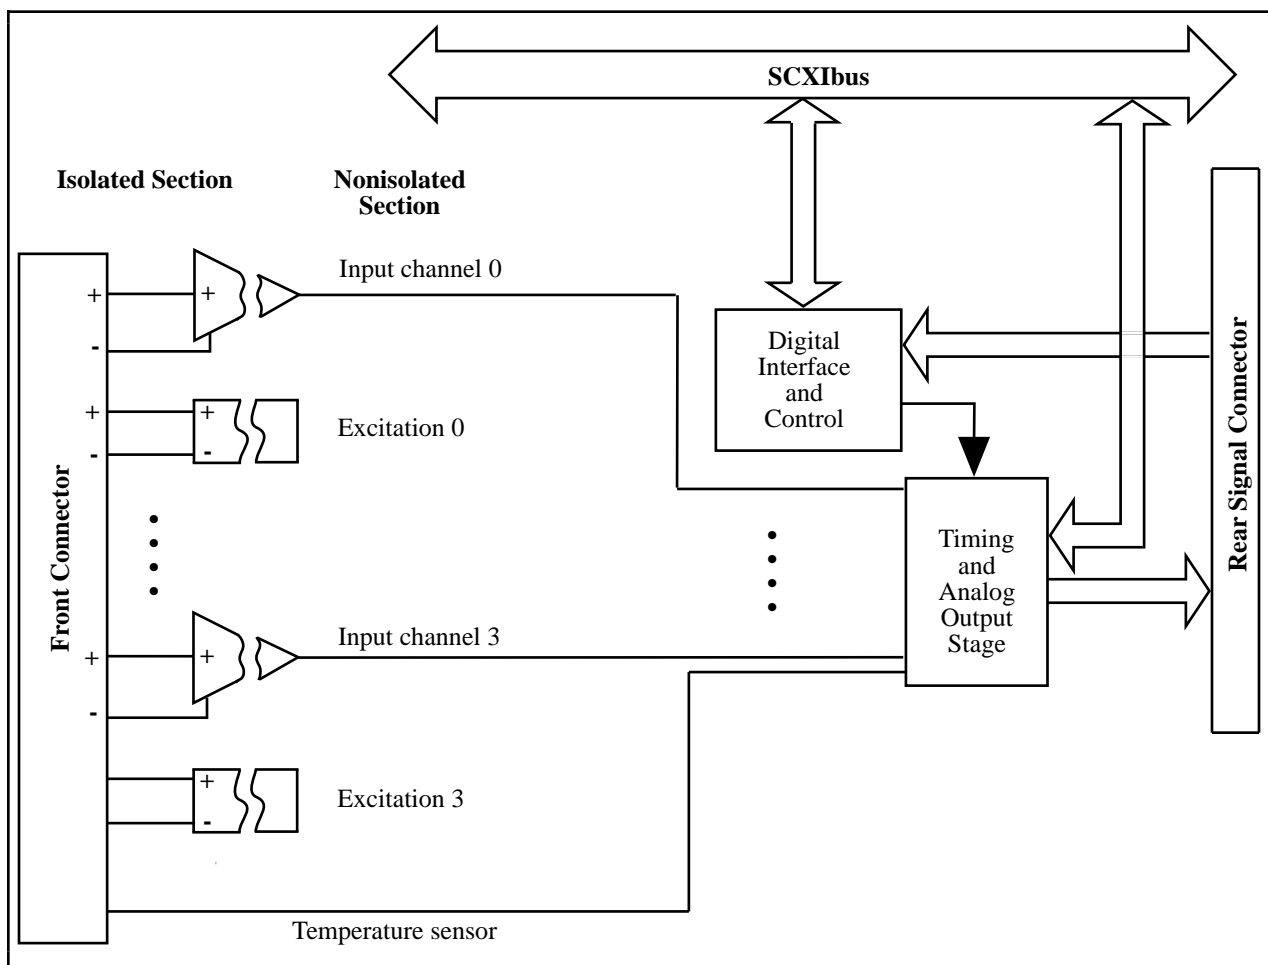 SCXIbus
Isolated Section
Nonisolated
Section
Input channel 0
+
+
-
Digital
Interface
and
Control
+
+
Excitation 0
-
-
Front Connector
Rear Signal Connector
Timing
and
Analog
Output
Stage
Input channel 3
+
+
-
+
Excitation 3
-
Temperature sensor